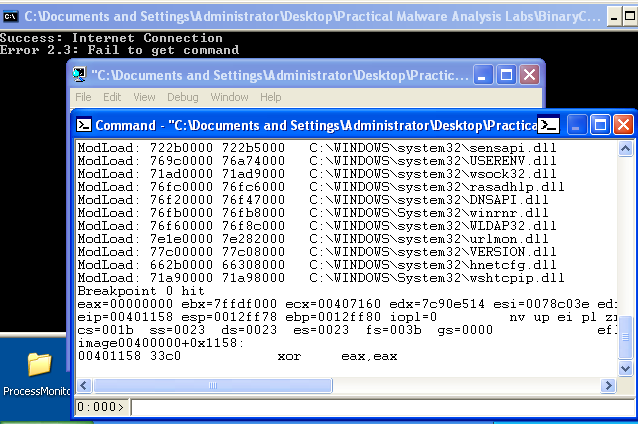 "C:\Documents and Settings\Administrator\Desktop\Practical Malware Analysis Labs\BinaryC...
Success: Internet Connection
Error 2.3: Fail to get command
"C:\Documents and Settings\Administrator\Desktop\Practic...
File Edit View Debug Window Help
Command - "C:\Documents and Settings\Administrator\Desktop\Practica
ModLoad: 722b0000 722b5000 C:\WINDOWS\system32\sensapi.dll
ModLoad: 769c0000 76a74000 C:\WINDOWS\system32\USERENV.dll
ModLoad: 71ad0000 71ad9000 C:\WINDOWS\system32\wsock32.dll
ModLoad: 76fc0000 76fc6000 C:\WINDOWS\system32\rasadhlp.dll
ModLoad: 76f20000 76f47000 C:\WINDOWS\System32\DNSAPI.dll
ModLoad: 76fb0000 76fb8000 C:\WINDOWS\System32\winrnr.dll
ModLoad: 76f60000 76f8c000 C:\WINDOWS\system32\WLDAP32.dll
ModLoad: 7e1e0000 7e282000 C:\WINDOWS\system32\urlmon.dll
ModLoad: 77c00000 77c08000 C:\WINDOWS\system32\VERSION.dll
ModLoad: 662b0000 66308000 C:\WINDOWS\system32\hnetcfg.dll
ModLoad: 71a90000 71a98000 C:\WINDOWS\System32\wshtcpip.dll
Breakpoint 0 hit
eax=00000000 ebx=7ffdf000 ecx=00407160 edx=7c90e514 esi=0078c03e edi
eip=00401158 esp=0012ff78 ebp=0012ff80 iopl=0 nv up ei pl zr
cs=001b ss=0023 ds=0023 es=0023 fs=003b gs=0000 efl
image00400000+0x1158:
00401158 33c0 xor eax,eax
0:000>
ProcessMonito